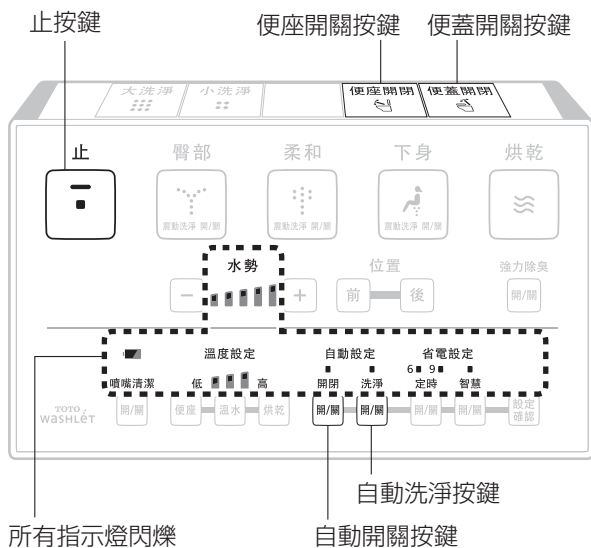 止按鍵
便座開關按鍵 便蓋開關按鍵
大洗淨 小洗淨 便座開閉 便蓋開閉
止 臀部 柔和 下身 烘乾
震動洗淨 開/關 震動洗淨 開/關 震動洗淨 開/關
水勢 位置 強力除臭
− + 前 後 開/關
溫度設定 自動設定 省電設定
6 9
噴嘴清潔 低 高 開閉 洗淨 定時 智慧
TOTO
WASHLET
開/關 便座 溫水 烘乾 開/關 開/關 開/關 開/關 設定
確認
自動洗淨按鍵
所有指示燈閃爍 自動開關按鍵